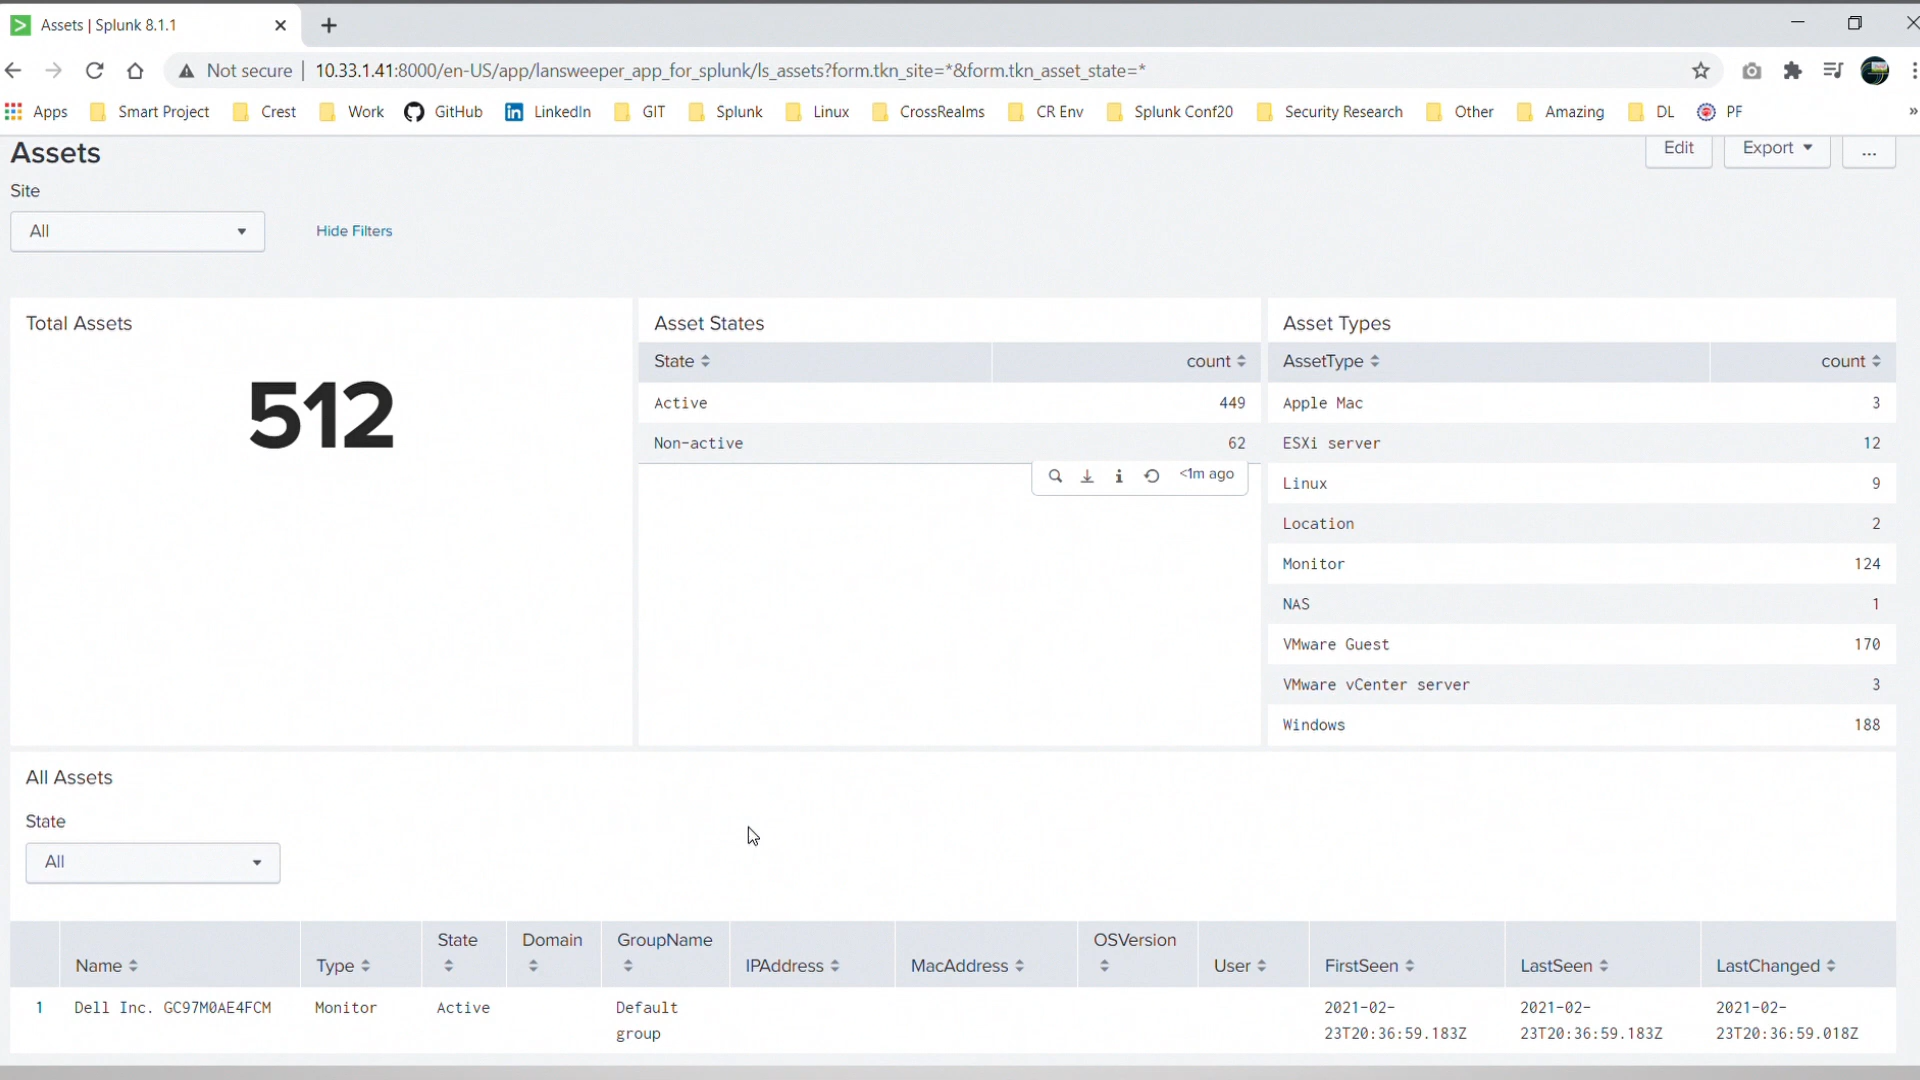 Assets | Splunk 8.1.1
Not secure | 10.33.1.41:8000/en-US/app/lansweeper_app_for_splunk/ls_assets?form.tkn_site=*&form.tkn_asset_state=*
Apps Smart Project Crest Work GitHub LinkedIn GIT Splunk Linux CrossRealms CR Env Splunk Conf20 Security Research Other Amazing DL PF »
Assets
Edit Export ...
Site
All
Hide Filters
Total Assets
512
Asset States
State count
Active 449
Non-active 62
<1m ago
Asset Types
AssetType count
Apple Mac 3
ESXi server 12
Linux 9
Location 2
Monitor 124
NAS 1
VMware Guest 170
VMware vCenter server 3
Windows 188
All Assets
State
All
Name Type State Domain GroupName IPAddress MacAddress OSVersion User FirstSeen LastSeen LastChanged
1 Dell Inc. GC97M0AE4FCM Monitor Active Default 2021-02- 2021-02- 2021-02-
group 23T20:36:59.183Z 23T20:36:59.183Z 23T20:36:59.018Z